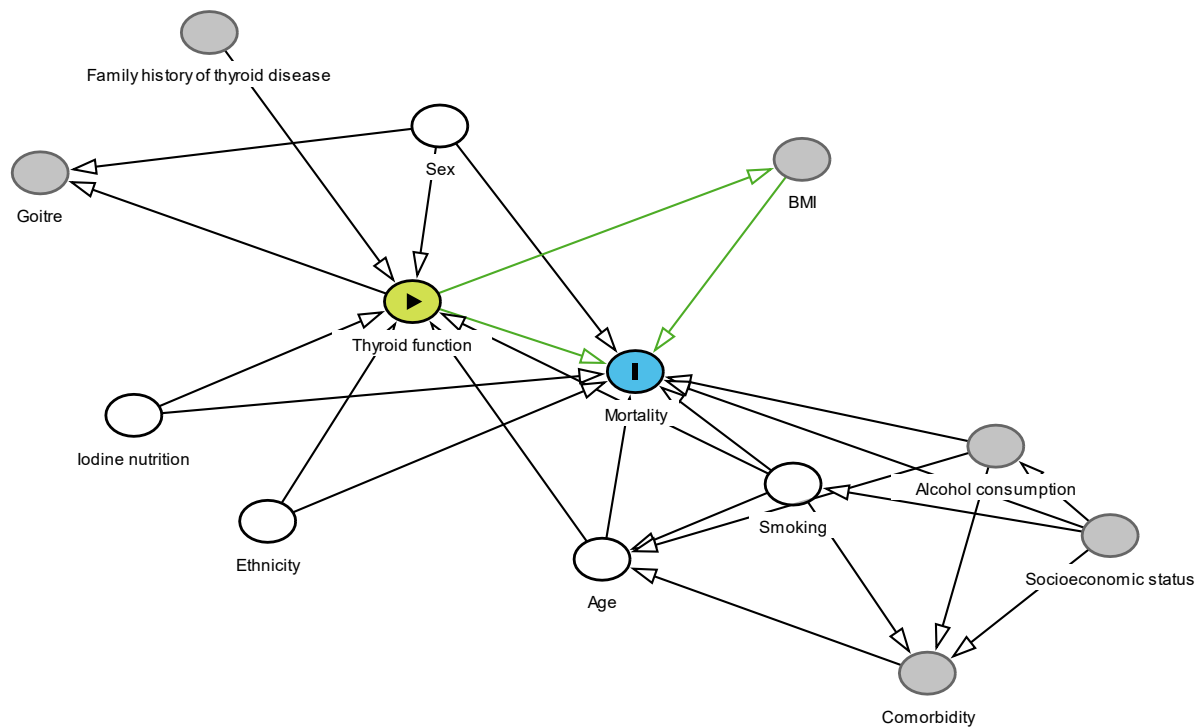 Family history of thyroid disease
Sex
BMI
Goitre
Thyroid function
Mortality
Iodine nutrition
Alcohol consumption
Smoking
Ethnicity
Socioeconomic status
Age
Comorbidity